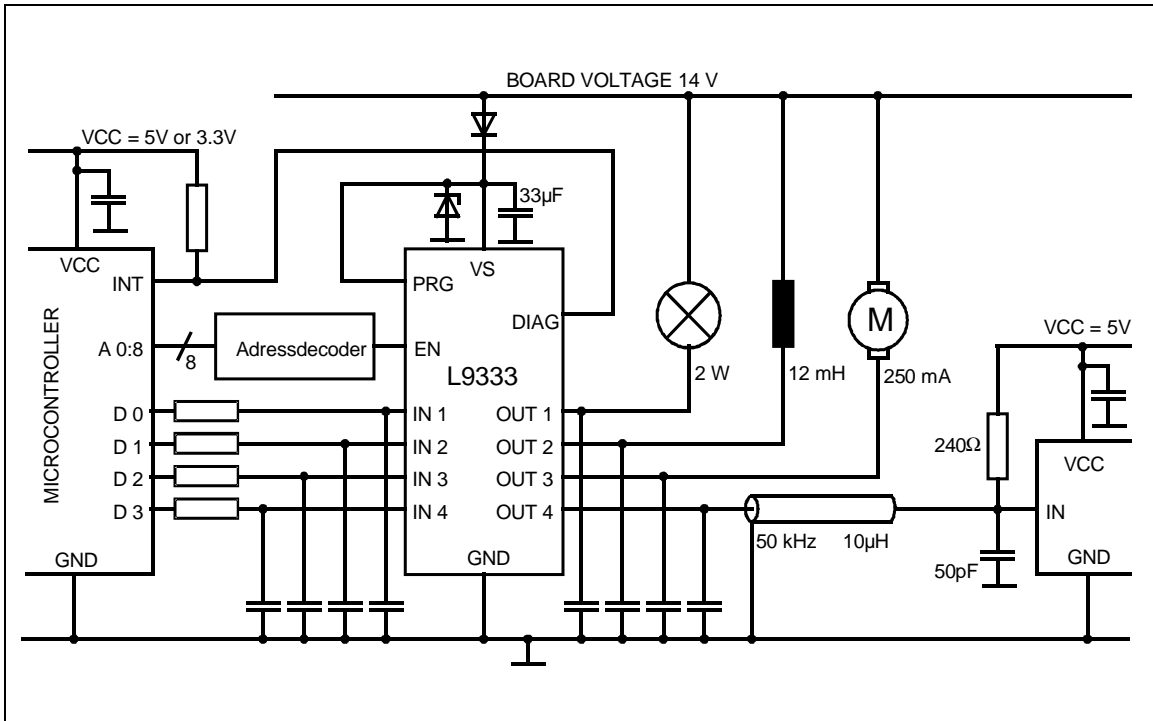 BOARD VOLTAGE 14 V
VCC = 5V or 3.3V
33µF
VCC
INT
A 0:8
8
Adressdecoder
MICROCONTROLLER
D 0
D 1
D 2
D 3
GND
VS
PRG
DIAG
EN
L9333
IN 1
IN 2
IN 3
IN 4
OUT 1
OUT 2
OUT 3
OUT 4
GND
2 W
12 mH
M
250 mA
50 kHz
10µH
VCC = 5V
240Ω
VCC
IN
GND
50pF